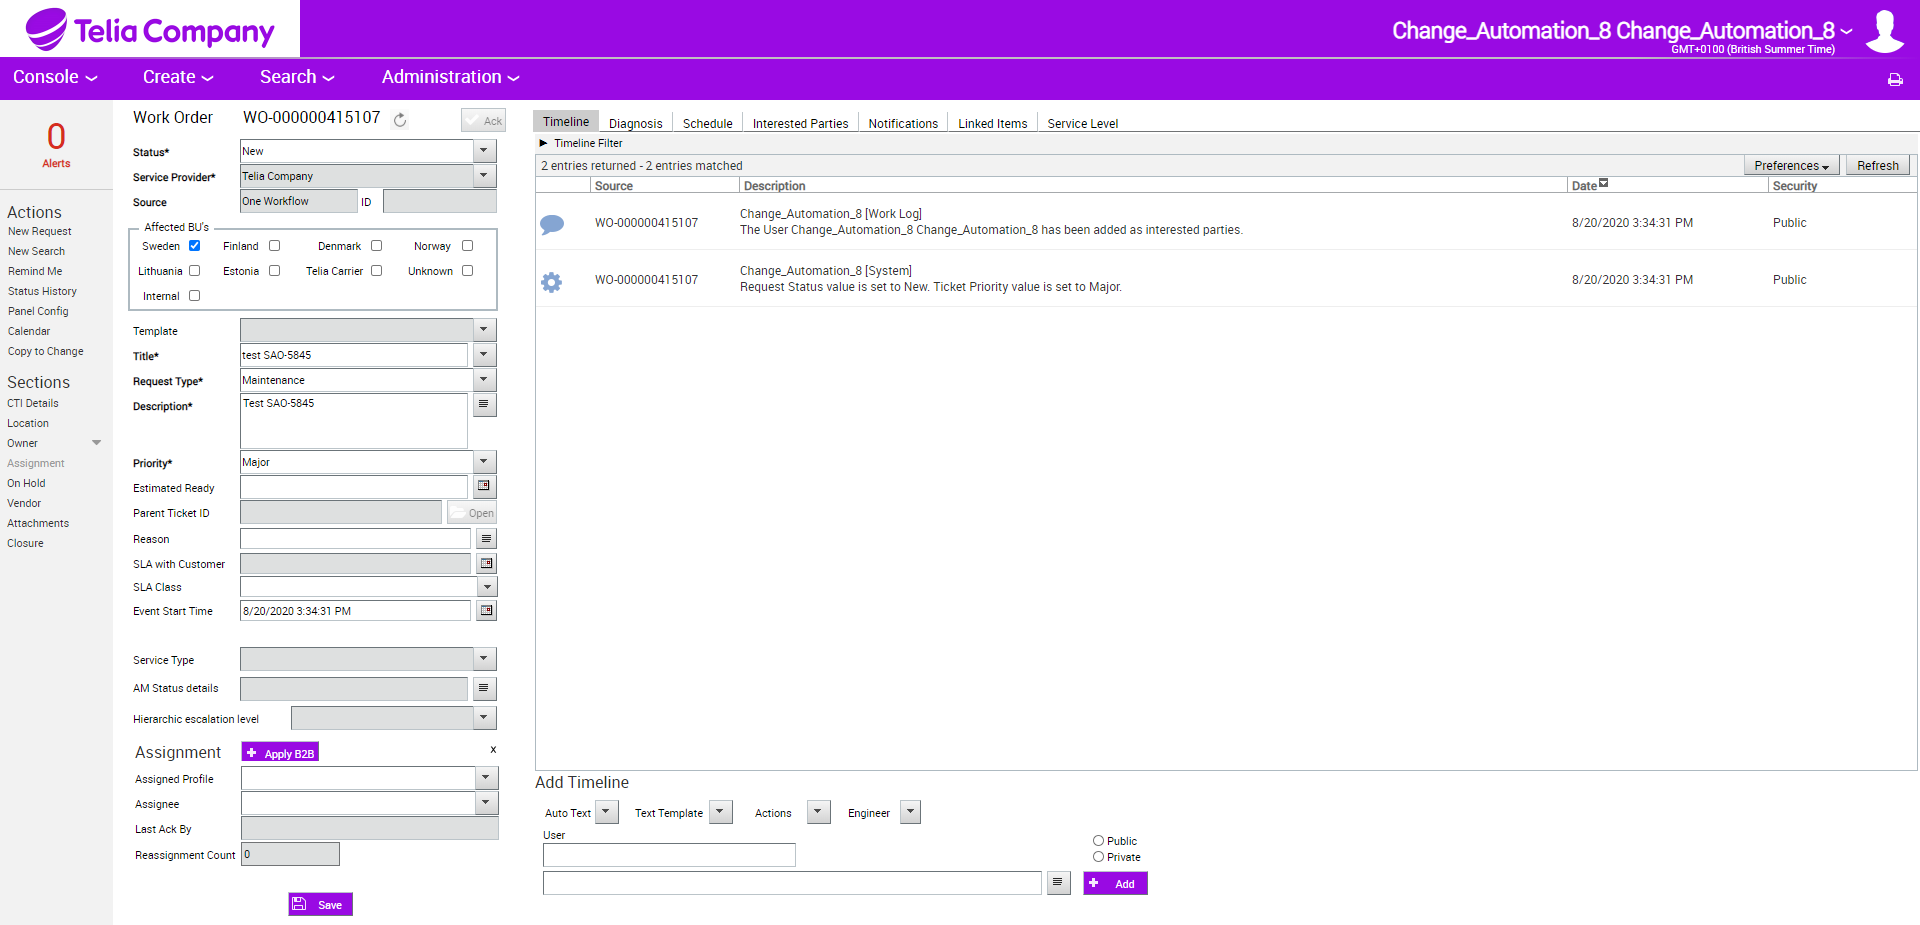 Telia Company
Change_Automation_8 Change_Automation_8
GMT+0100 (British Summer Time)
Console
Create
Search
Administration
0
Alerts
Actions
New Request
New Search
Remind Me
Status History
Panel Config
Calendar
Copy to Change
Sections
CTI Details
Location
Owner
Assignment
On Hold
Vendor
Attachments
Closure
Work Order WO-000000415107
Ack
Status* New
Service Provider* Telia Company
Source One Workflow ID
Affected BU's
Sweden Finland Denmark Norway
Lithuania Estonia Telia Carrier Unknown
Internal
Template
Title* test SAO-5845
Request Type* Maintenance
Description* Test SAO-5845
Priority* Major
Estimated Ready
Parent Ticket ID Open
Reason
SLA with Customer
SLA Class
Event Start Time 8/20/2020 3:34:31 PM
Service Type
AM Status details
Hierarchic escalation level
Assignment Apply B2B x
Assigned Profile
Assignee
Last Ack By
Reassignment Count 0
Save
Timeline Diagnosis Schedule Interested Parties Notifications Linked Items Service Level
Timeline Filter
2 entries returned - 2 entries matched Preferences Refresh
Source Description Date Security
WO-000000415107 Change_Automation_8 [Work Log] 8/20/2020 3:34:31 PM Public
The User Change_Automation_8 Change_Automation_8 has been added as interested parties.
WO-000000415107 Change_Automation_8 [System] 8/20/2020 3:34:31 PM Public
Request Status value is set to New. Ticket Priority value is set to Major.
Add Timeline
Auto Text Text Template Actions Engineer
User
Public
Private
Add